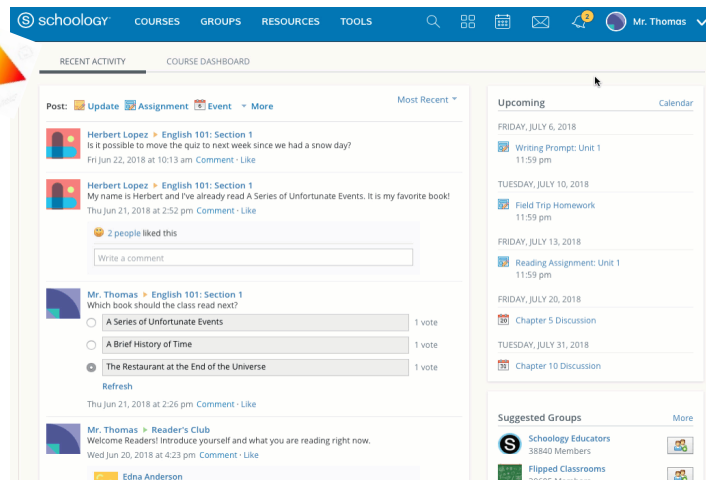 schoology COURSES GROUPS RESOURCES TOOLS 2 Mr. Thomas
RECENT ACTIVITY COURSE DASHBOARD
Post: Update Assignment Event More
Most Recent
Herbert Lopez English 101: Section 1
Is it possible to move the quiz to next week since we had a snow day?
Fri Jun 22, 2018 at 10:13 am Comment · Like
Herbert Lopez English 101: Section 1
My name is Herbert and I've already read A Series of Unfortunate Events. It is my favorite book!
Thu Jun 21, 2018 at 2:52 pm Comment · Like
2 people liked this
Write a comment
Mr. Thomas English 101: Section 1
Which book should the class read next?
A Series of Unfortunate Events 1 vote
A Brief History of Time 1 vote
The Restaurant at the End of the Universe 1 vote
Refresh
Thu Jun 21, 2018 at 2:26 pm Comment · Like
Mr. Thomas Reader's Club
Welcome Readers! Introduce yourself and what you are reading right now.
Wed Jun 20, 2018 at 4:23 pm Comment · Like
Edna Anderson
Upcoming Calendar
FRIDAY, JULY 6, 2018
Writing Prompt: Unit 1
11:59 pm
TUESDAY, JULY 10, 2018
Field Trip Homework
11:59 pm
FRIDAY, JULY 13, 2018
Reading Assignment: Unit 1
11:59 pm
FRIDAY, JULY 20, 2018
20 Chapter 5 Discussion
TUESDAY, JULY 31, 2018
31 Chapter 10 Discussion
Suggested Groups More
Schoology Educators
38840 Members
Flipped Classrooms